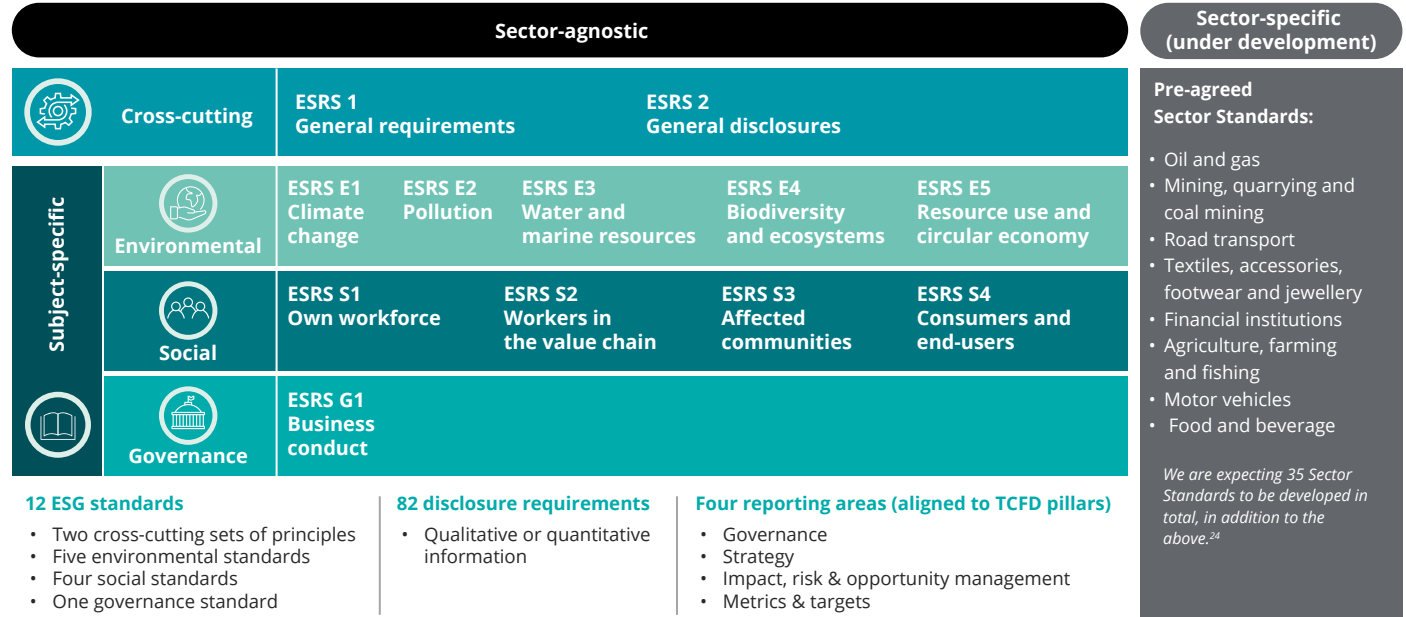 Sector-agnostic
Sector-specific
(under development)
Cross-cutting
ESRS 1
General requirements
ESRS 2
General disclosures
Subject-specific
Environmental
ESRS E1
Climate
change
ESRS E2
Pollution
ESRS E3
Water and
marine resources
ESRS E4
Biodiversity
and ecosystems
ESRS E5
Resource use and
circular economy
Social
ESRS S1
Own workforce
ESRS S2
Workers in
the value chain
ESRS S3
Affected
communities
ESRS S4
Consumers and
end-users
Governance
ESRS G1
Business
conduct
12 ESG standards
• Two cross-cutting sets of principles
• Five environmental standards
• Four social standards
• One governance standard
82 disclosure requirements
• Qualitative or quantitative
information
Four reporting areas (aligned to TCFD pillars)
• Governance
• Strategy
• Impact, risk & opportunity management
• Metrics & targets
Pre-agreed
Sector Standards:
• Oil and gas
• Mining, quarrying and
coal mining
• Road transport
• Textiles, accessories,
footwear and jewellery
• Financial institutions
• Agriculture, farming
and fishing
• Motor vehicles
• Food and beverage
We are expecting 35 Sector
Standards to be developed in
total, in addition to the
above.24